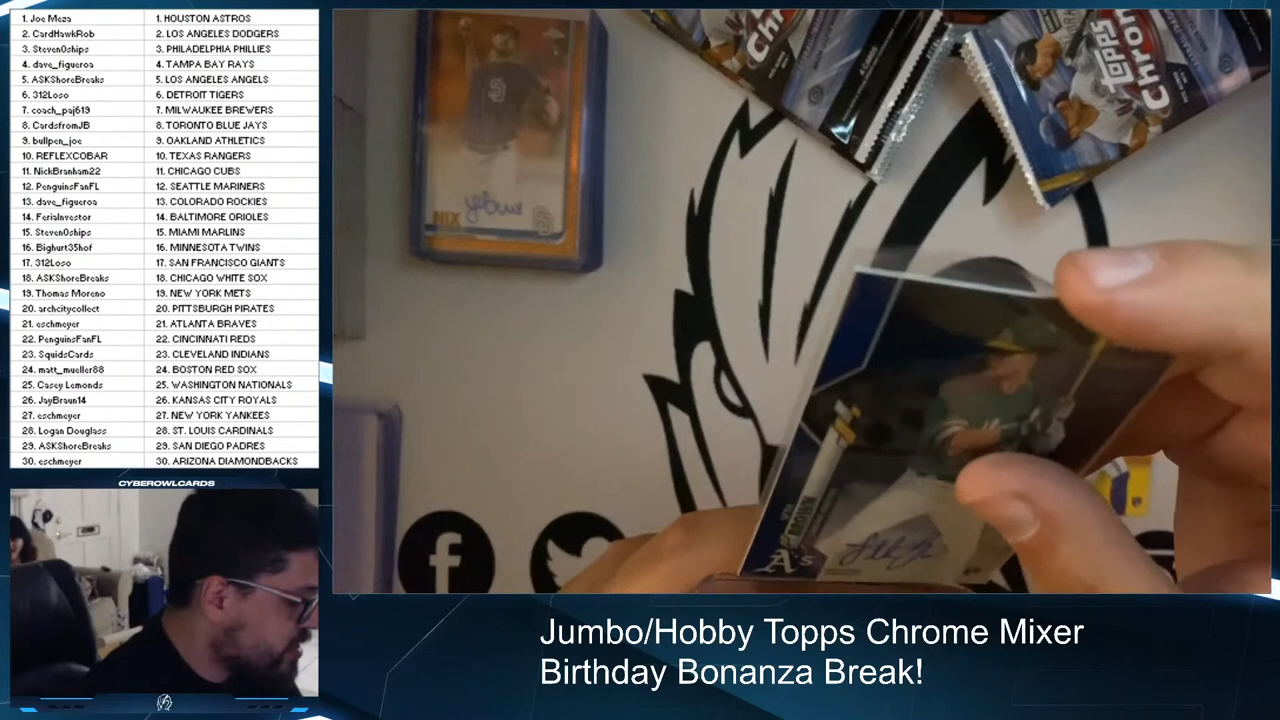 1. Joe Meza 1. HOUSTON ASTROS
2. CardHawkRob 2. LOS ANGELES DODGERS
3. Steven0ships 3. PHILADELPHIA PHILLIES
4. dave_figueroa 4. TAMPA BAY RAYS
5. ASKShoreBreaks 5. LOS ANGELES ANGELS
6. 312Loso 6. DETROIT TIGERS
7. coach_paj619 7. MILWAUKEE BREWERS
8. CardsfromJB 8. TORONTO BLUE JAYS
9. bullpen_joe 9. OAKLAND ATHLETICS
10. REFLEXCOBAR 10. TEXAS RANGERS
11. NickBranham22 11. CHICAGO CUBS
12. PenguinsFanFL 12. SEATTLE MARINERS
13. dave_figueroa 13. COLORADO ROCKIES
14. FeriaInvestor 14. BALTIMORE ORIOLES
15. Steven0ships 15. MIAMI MARLINS
16. Bighurt35hof 16. MINNESOTA TWINS
17. 312Loso 17. SAN FRANCISCO GIANTS
18. ASKShoreBreaks 18. CHICAGO WHITE SOX
19. Thomas Moreno 19. NEW YORK METS
20. archcitycollect 20. PITTSBURGH PIRATES
21. eschmeyer 21. ATLANTA BRAVES
22. PenguinsFanFL 22. CINCINNATI REDS
23. SquidsCards 23. CLEVELAND INDIANS
24. matt_mueller88 24. BOSTON RED SOX
25. Casey Lemonds 25. WASHINGTON NATIONALS
26. JayBraun14 26. KANSAS CITY ROYALS
27. eschmeyer 27. NEW YORK YANKEES
28. Logan Douglass 28. ST. LOUIS CARDINALS
29. ASKShoreBreaks 29. SAN DIEGO PADRES
30. eschmeyer 30. ARIZONA DIAMONDBACKS
CYBEROWLCARDS
NIX
Topps
Chrom
A's
Jumbo/Hobby Topps Chrome Mixer
Birthday Bonanza Break!